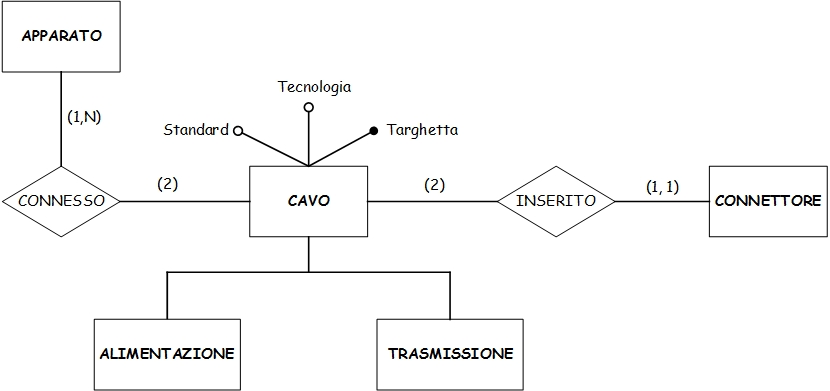 APPARATO
(1,N)
Tecnologia
Standard
Targhetta
CONNESSO
(2)
CAVO
(2)
INSERITO
(1, 1)
CONNETTORE
ALIMENTAZIONE
TRASMISSIONE